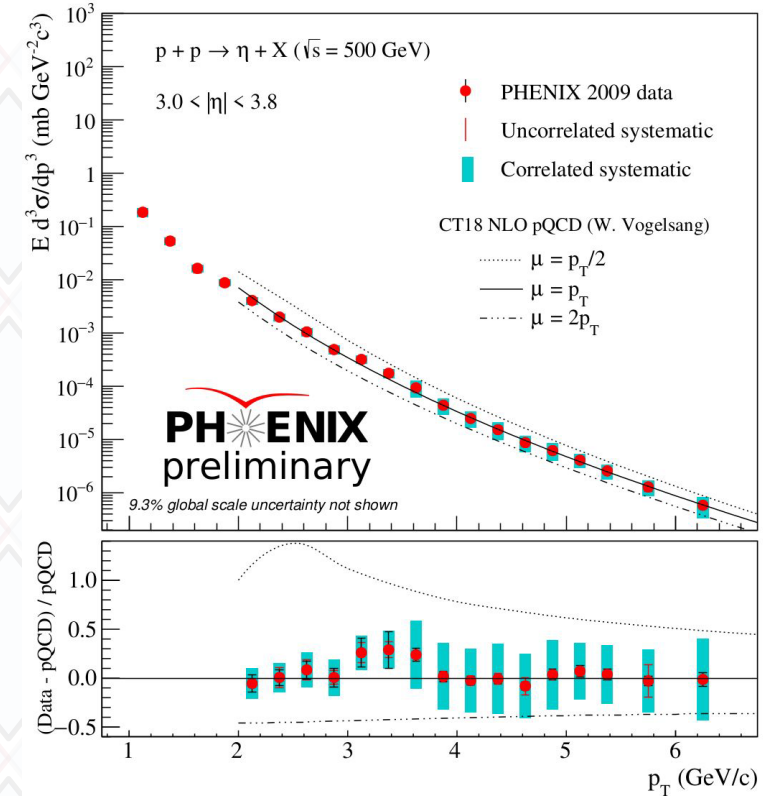 E d³σ/dp³ (mb GeV⁻²c³)
10³
10²
10
1
10⁻¹
10⁻²
10⁻³
10⁻⁴
10⁻⁵
10⁻⁶
p + p → η + X (√s = 500 GeV)
3.0 < |η| < 3.8
PHENIX 2009 data
Uncorrelated systematic
Correlated systematic
CT18 NLO pQCD (W. Vogelsang)
μ = p_T/2
μ = p_T
μ = 2p_T
PHENIX
preliminary
9.3% global scale uncertainty not shown
(Data - pQCD) / pQCD
1.0
0.5
0.0
−0.5
1 2 3 4 5 6
p_T (GeV/c)